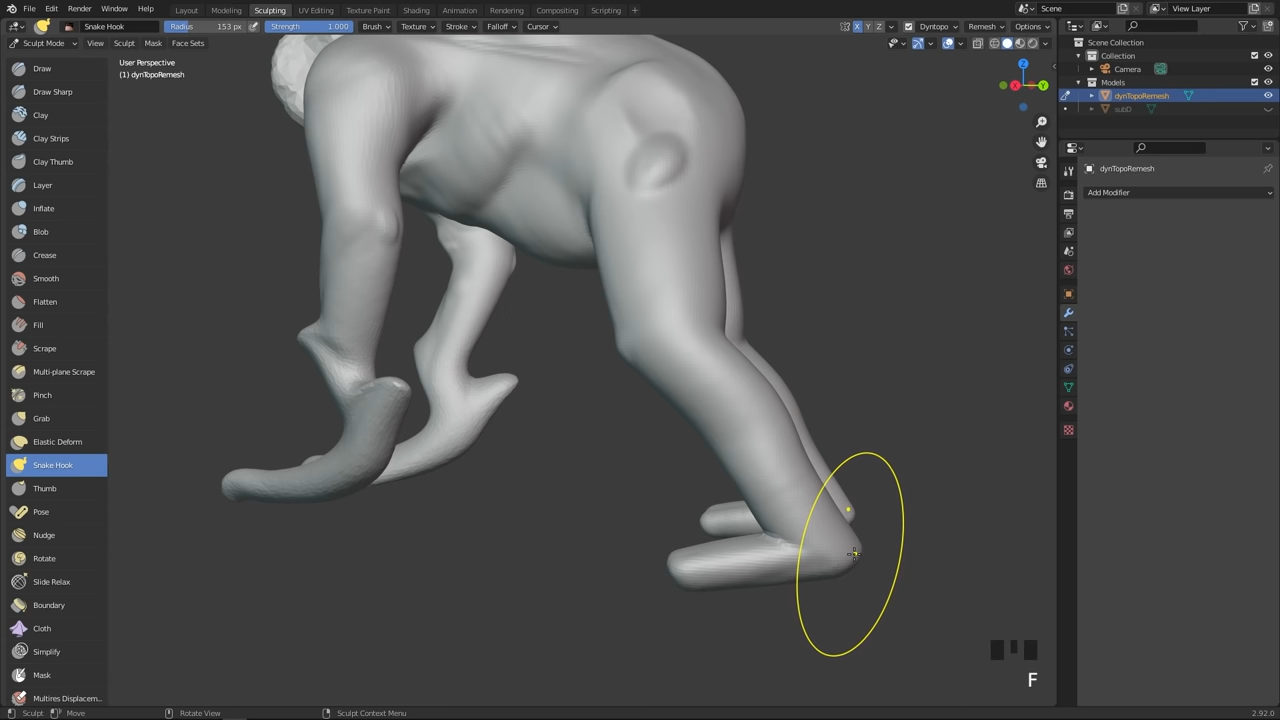 File Edit Render Window Help Layout Modeling Sculpting UV Editing Texture Paint Shading Animation Rendering Compositing Scripting + Scene View Layer
Snake Hook Radius 153 px Strength 1.000 Brush Texture Stroke Falloff Cursor X Y Z Dyntopo Remesh Options
Sculpt Mode View Sculpt Mask Face Sets
Scene Collection
Collection
Camera
Models
dynTopoRemesh
subD
User Perspective
(1) dynTopoRemesh
Z
X
Y
Draw
Draw Sharp
Clay
Clay Strips
Clay Thumb
Layer
Inflate
Blob
Crease
Smooth
Flatten
Fill
Scrape
Multi-plane Scrape
Pinch
Grab
Elastic Deform
Snake Hook
Thumb
Pose
Nudge
Rotate
Slide Relax
Boundary
Cloth
Simplify
Mask
Multires Displacem...
dynTopoRemesh
Add Modifier
F
Sculpt Move Rotate View Sculpt Context Menu 2.92.0